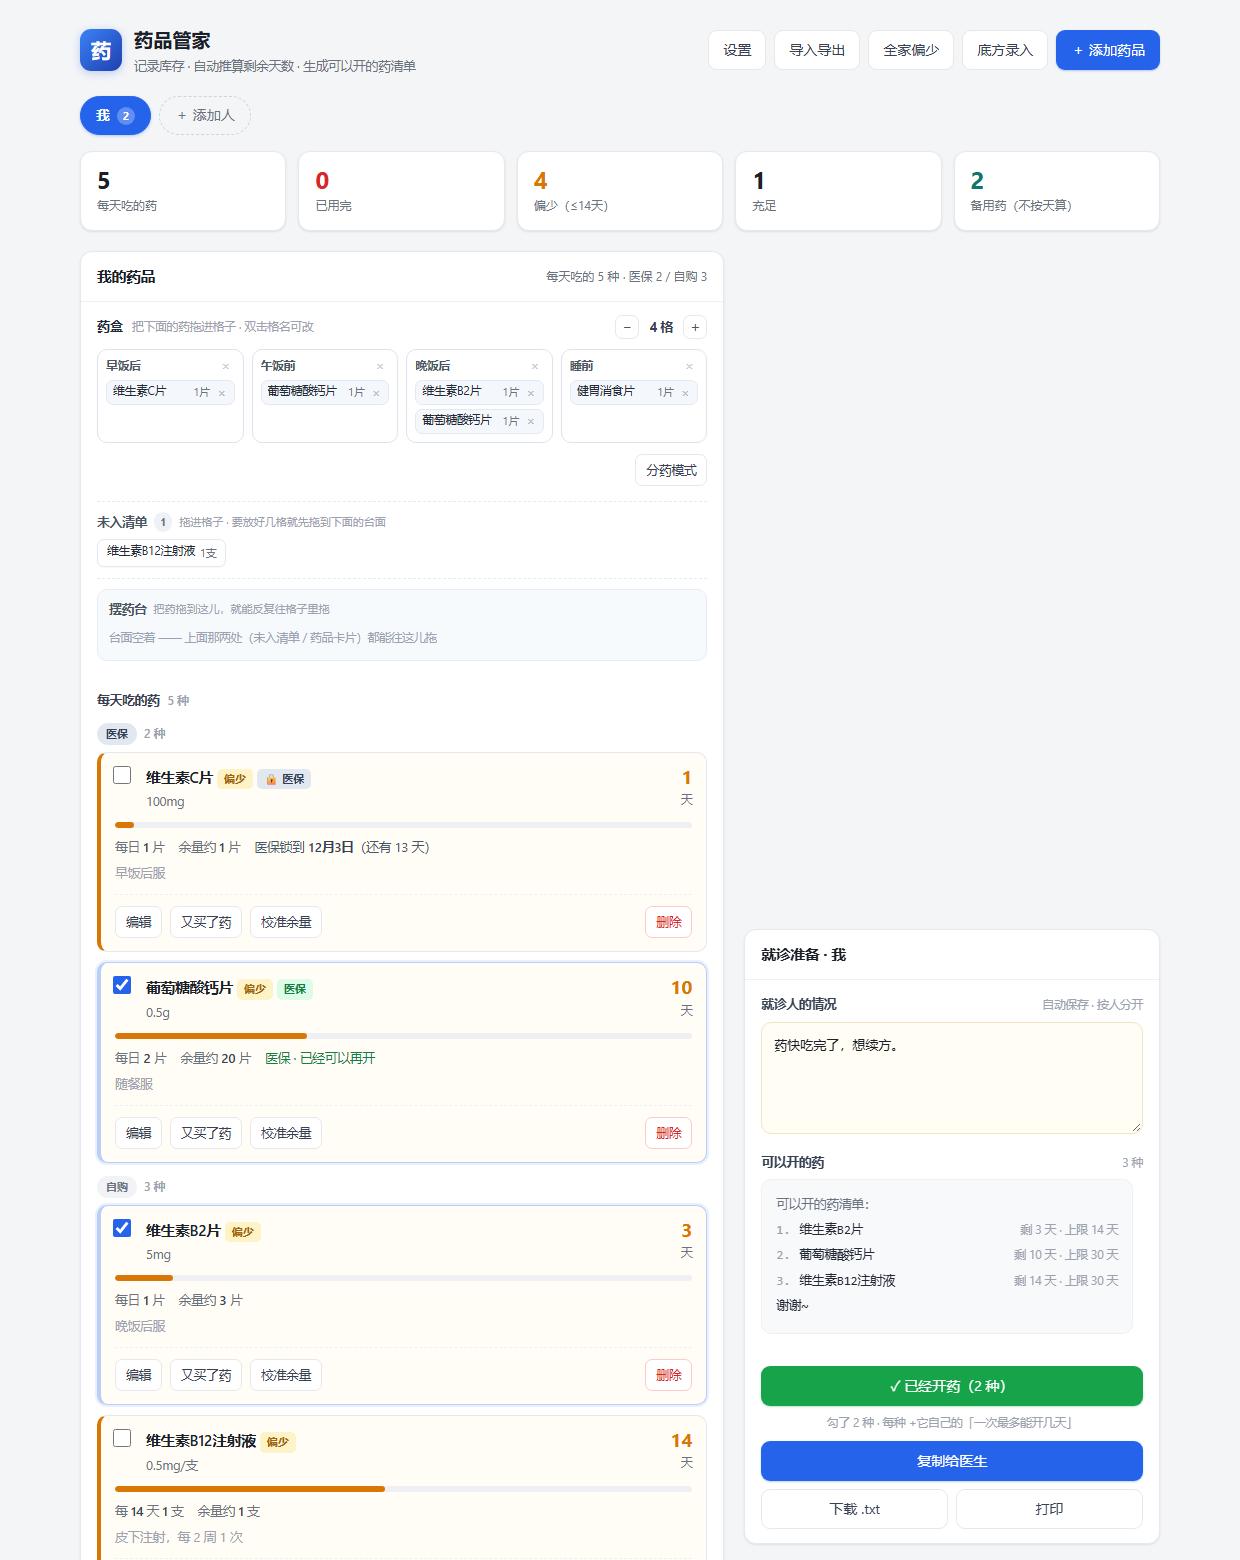 药
药品管家
记录库存 · 自动推算剩余天数 · 生成可以开的药清单
设置
导入导出
全家偏少
底方录入
+ 添加药品
我 2
+ 添加人
5
每天吃的药
0
已用完
4
偏少（≤14天）
1
充足
2
备用药（不按天算）
我的药品
每天吃的 5 种 · 医保 2 / 自购 3
药盒 把下面的药拖进格子 · 双击格名可改
− 4 格 +
早饭后 ×
维生素C片 1片 ×
午饭前 ×
葡萄糖酸钙片 1片 ×
晚饭后 ×
维生素B2片 1片 ×
葡萄糖酸钙片 1片 ×
睡前 ×
健胃消食片 1片 ×
分药模式
未入清单 1 拖进格子 · 要放好几格就先拖到下面的台面
维生素B12注射液 1支
摆药台 把药拖到这儿，就能反复往格子里拖
台面空着 —— 上面那两处（未入清单 / 药品卡片）都能往这儿拖
每天吃的药 5 种
医保 2 种
维生素C片 偏少 🔒 医保
100mg
1
天
每日 1 片 余量约 1 片 医保锁到 12月3日（还有 13 天）
早饭后服
编辑 又买了药 校准余量 删除
葡萄糖酸钙片 偏少 医保
0.5g
10
天
每日 2 片 余量约 20 片 医保 · 已经可以再开
随餐服
编辑 又买了药 校准余量 删除
自购 3 种
维生素B2片 偏少
5mg
3
天
每日 1 片 余量约 3 片
晚饭后服
编辑 又买了药 校准余量 删除
维生素B12注射液 偏少
0.5mg/支
14
天
每 14 天 1 支 余量约 1 支
皮下注射，每 2 周 1 次
就诊准备 · 我
就诊人的情况 自动保存 · 按人分开
药快吃完了，想续方。
可以开的药 3 种
可以开的药清单：
1. 维生素B2片 剩 3 天 · 上限 14 天
2. 葡萄糖酸钙片 剩 10 天 · 上限 30 天
3. 维生素B12注射液 剩 14 天 · 上限 30 天
谢谢~
✓ 已经开药（2 种）
勾了 2 种 · 每种 +它自己的「一次最多能开几天」
复制给医生
下载 .txt
打印